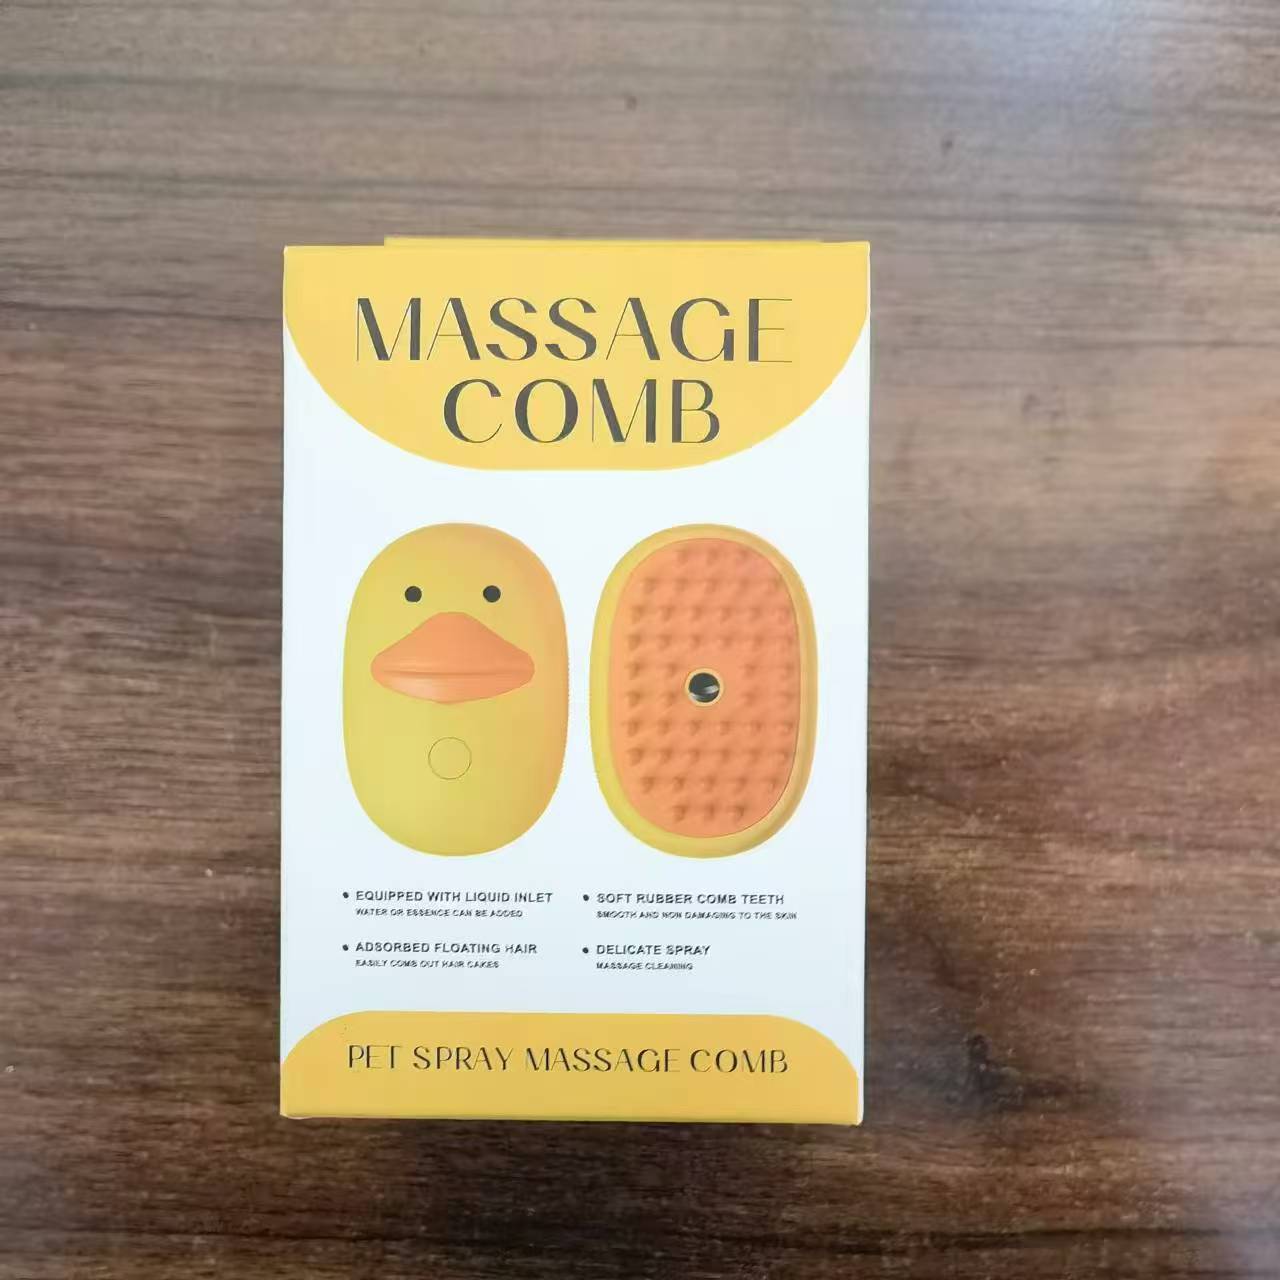 MASSAGE
COMB
• EQUIPPED WITH LIQUID INLET
WATER OR ESSENCE CAN BE ADDED
• ADSORBED FLOATING HAIR
EASILY COMB OUT HAIR CAKES
• SOFT RUBBER COMB TEETH
SMOOTH AND NON DAMAGING TO THE SKIN
• DELICATE SPRAY
MASSAGE CLEANING
PET SPRAY MASSAGE COMB